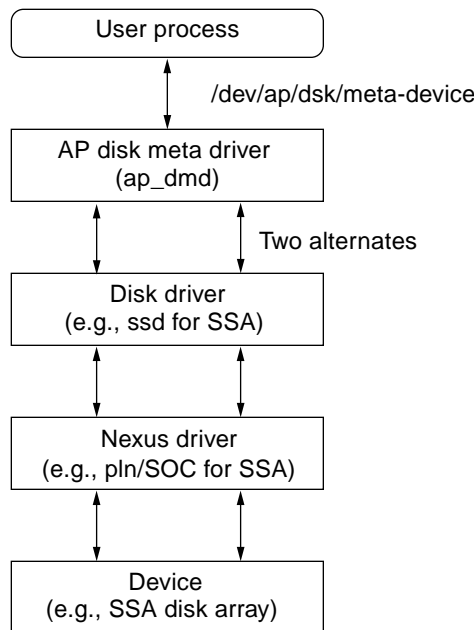 User process
/dev/ap/dsk/meta-device
AP disk meta driver
(ap_dmd)
Two alternates
Disk driver
(e.g., ssd for SSA)
Nexus driver
(e.g., pln/SOC for SSA)
Device
(e.g., SSA disk array)